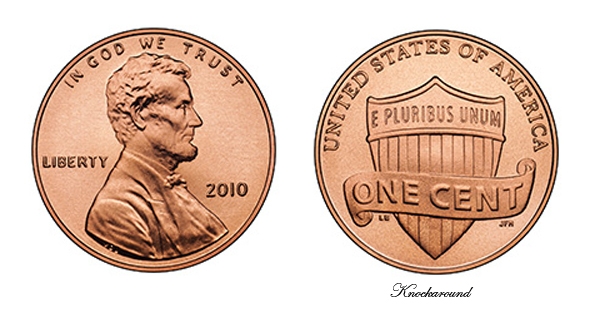 IN GOD WE TRUST
LIBERTY
2010
UNITED STATES OF AMERICA
E PLURIBUS UNUM
ONE CENT
LB
JFM
Knockaround